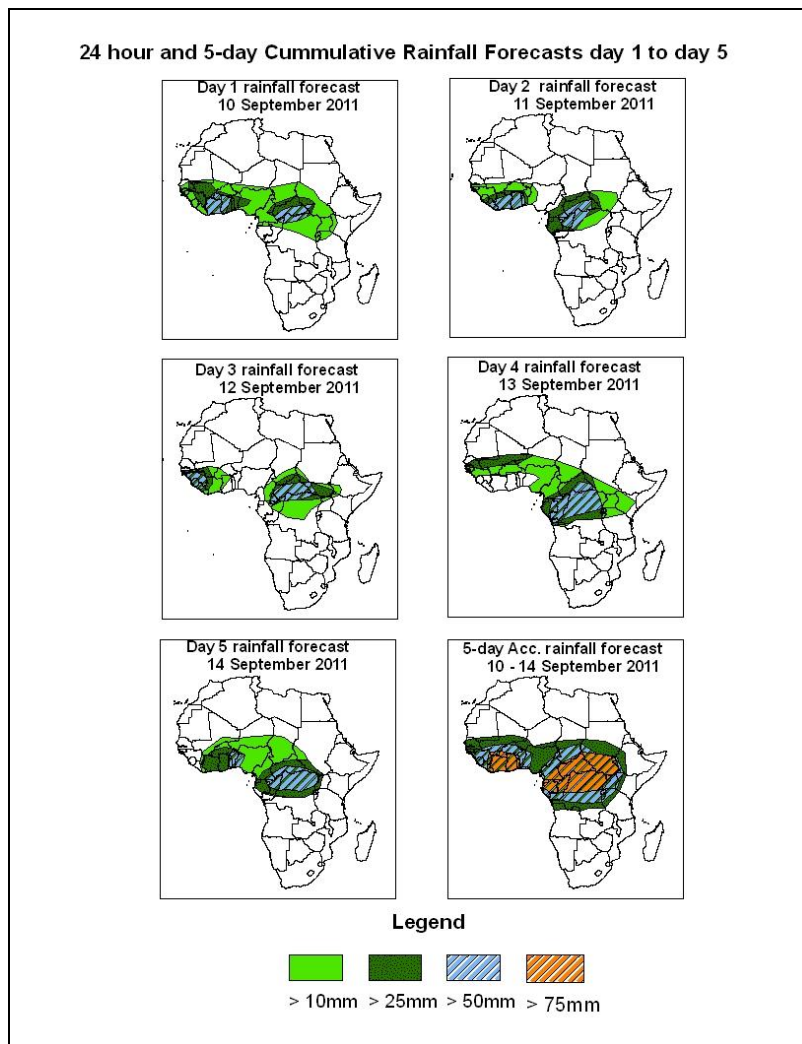 24 hour and 5-day Cummulative Rainfall Forecasts day 1 to day 5
Day 1 rainfall forecast
10 September 2011
Day 2 rainfall forecast
11 September 2011
Day 3 rainfall forecast
12 September 2011
Day 4 rainfall forecast
13 September 2011
Day 5 rainfall forecast
14 September 2011
5-day Acc. rainfall forecast
10 - 14 September 2011
Legend
> 10mm > 25mm > 50mm > 75mm